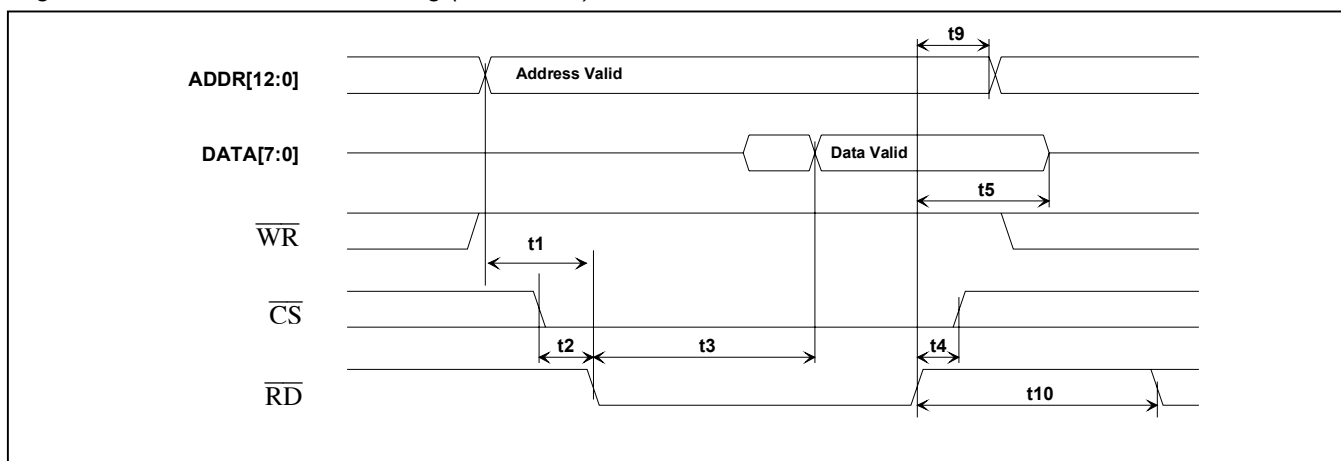 t9
ADDR[12:0]
Address Valid
DATA[7:0]
Data Valid
t5
WR
t1
CS
t2
t3
t4
RD
t10